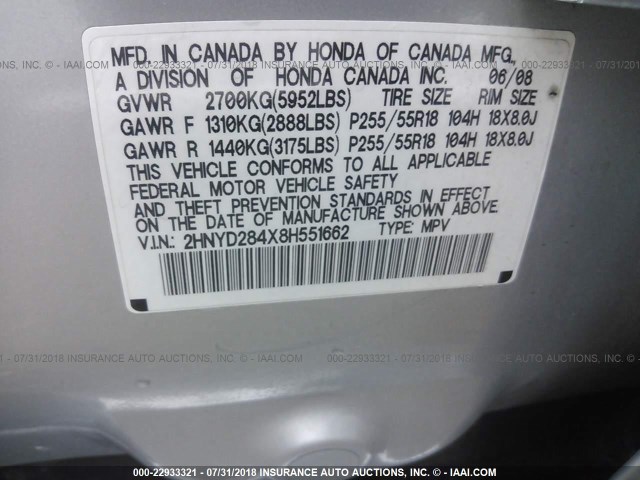 MFD. IN CANADA BY HONDA OF CANADA MFG.,
A DIVISION OF HONDA CANADA INC. 06/08
GVWR 2700KG(5952LBS) TIRE SIZE RIM SIZE
GAWR F 1310KG(2888LBS) P255/55R18 104H 18X8.0J
GAWR R 1440KG(3175LBS) P255/55R18 104H 18X8.0J
THIS VEHICLE CONFORMS TO ALL APPLICABLE
FEDERAL MOTOR VEHICLE SAFETY
AND THEFT PREVENTION STANDARDS IN EFFECT
ON THE DATE OF MANUFACTURE SHOWN ABOVE.
V.I.N.: 2HNYD284X8H551662 TYPE: MPV
000-22933321 - 07/31/2018 INSURANCE AUTO AUCTIONS, INC. - © IAAI.COM